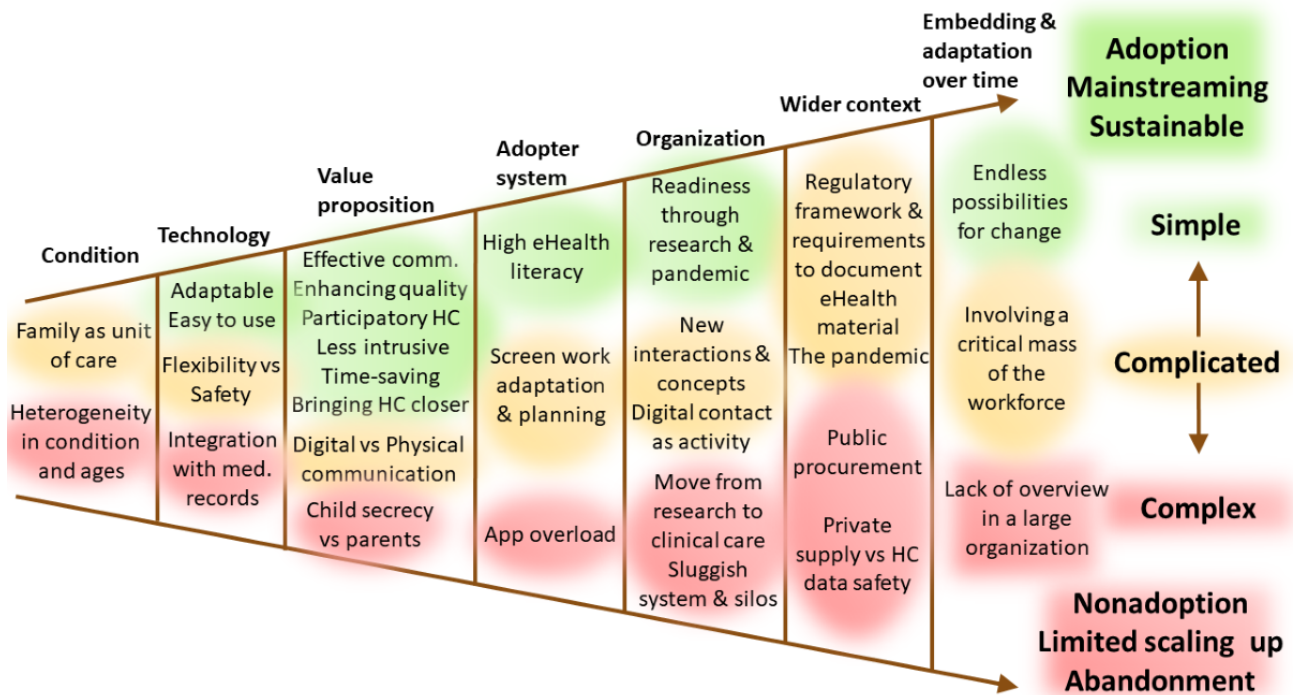 Condition
Family as unit
of care
Heterogeneity
in condition
and ages
Technology
Adaptable
Easy to use
Flexibility vs
Safety
Integration
with med.
records
Value
proposition
Effective comm.
Enhancing quality
Participatory HC
Less intrusive
Time-saving
Bringing HC closer
Digital vs Physical
communication
Child secrecy
vs parents
Adopter
system
High eHealth
literacy
Screen work
adaptation
& planning
App overload
Organization
Readiness
through
research &
pandemic
New
interactions &
concepts
Digital contact
as activity
Move from
research to
clinical care
Sluggish
system & silos
Wider context
Regulatory
framework &
requirements
to document
eHealth
material
The pandemic
Public
procurement
Private
supply vs HC
data safety
Embedding &
adaptation
over time
Endless
possibilities
for change
Involving a
critical mass
of the
workforce
Lack of overview
in a large
organization
Adoption
Mainstreaming
Sustainable
Simple
Complicated
Complex
Nonadoption
Limited scaling up
Abandonment